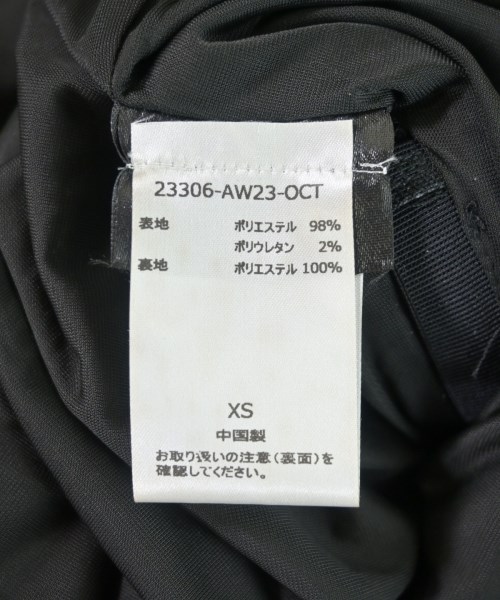 23306-AW23-OCT
表地 ポリエステル 98%
ポリウレタン 2%
裏地 ポリエステル 100%
XS
中国製
お取り扱いの注意(裏面)を
確認してください。